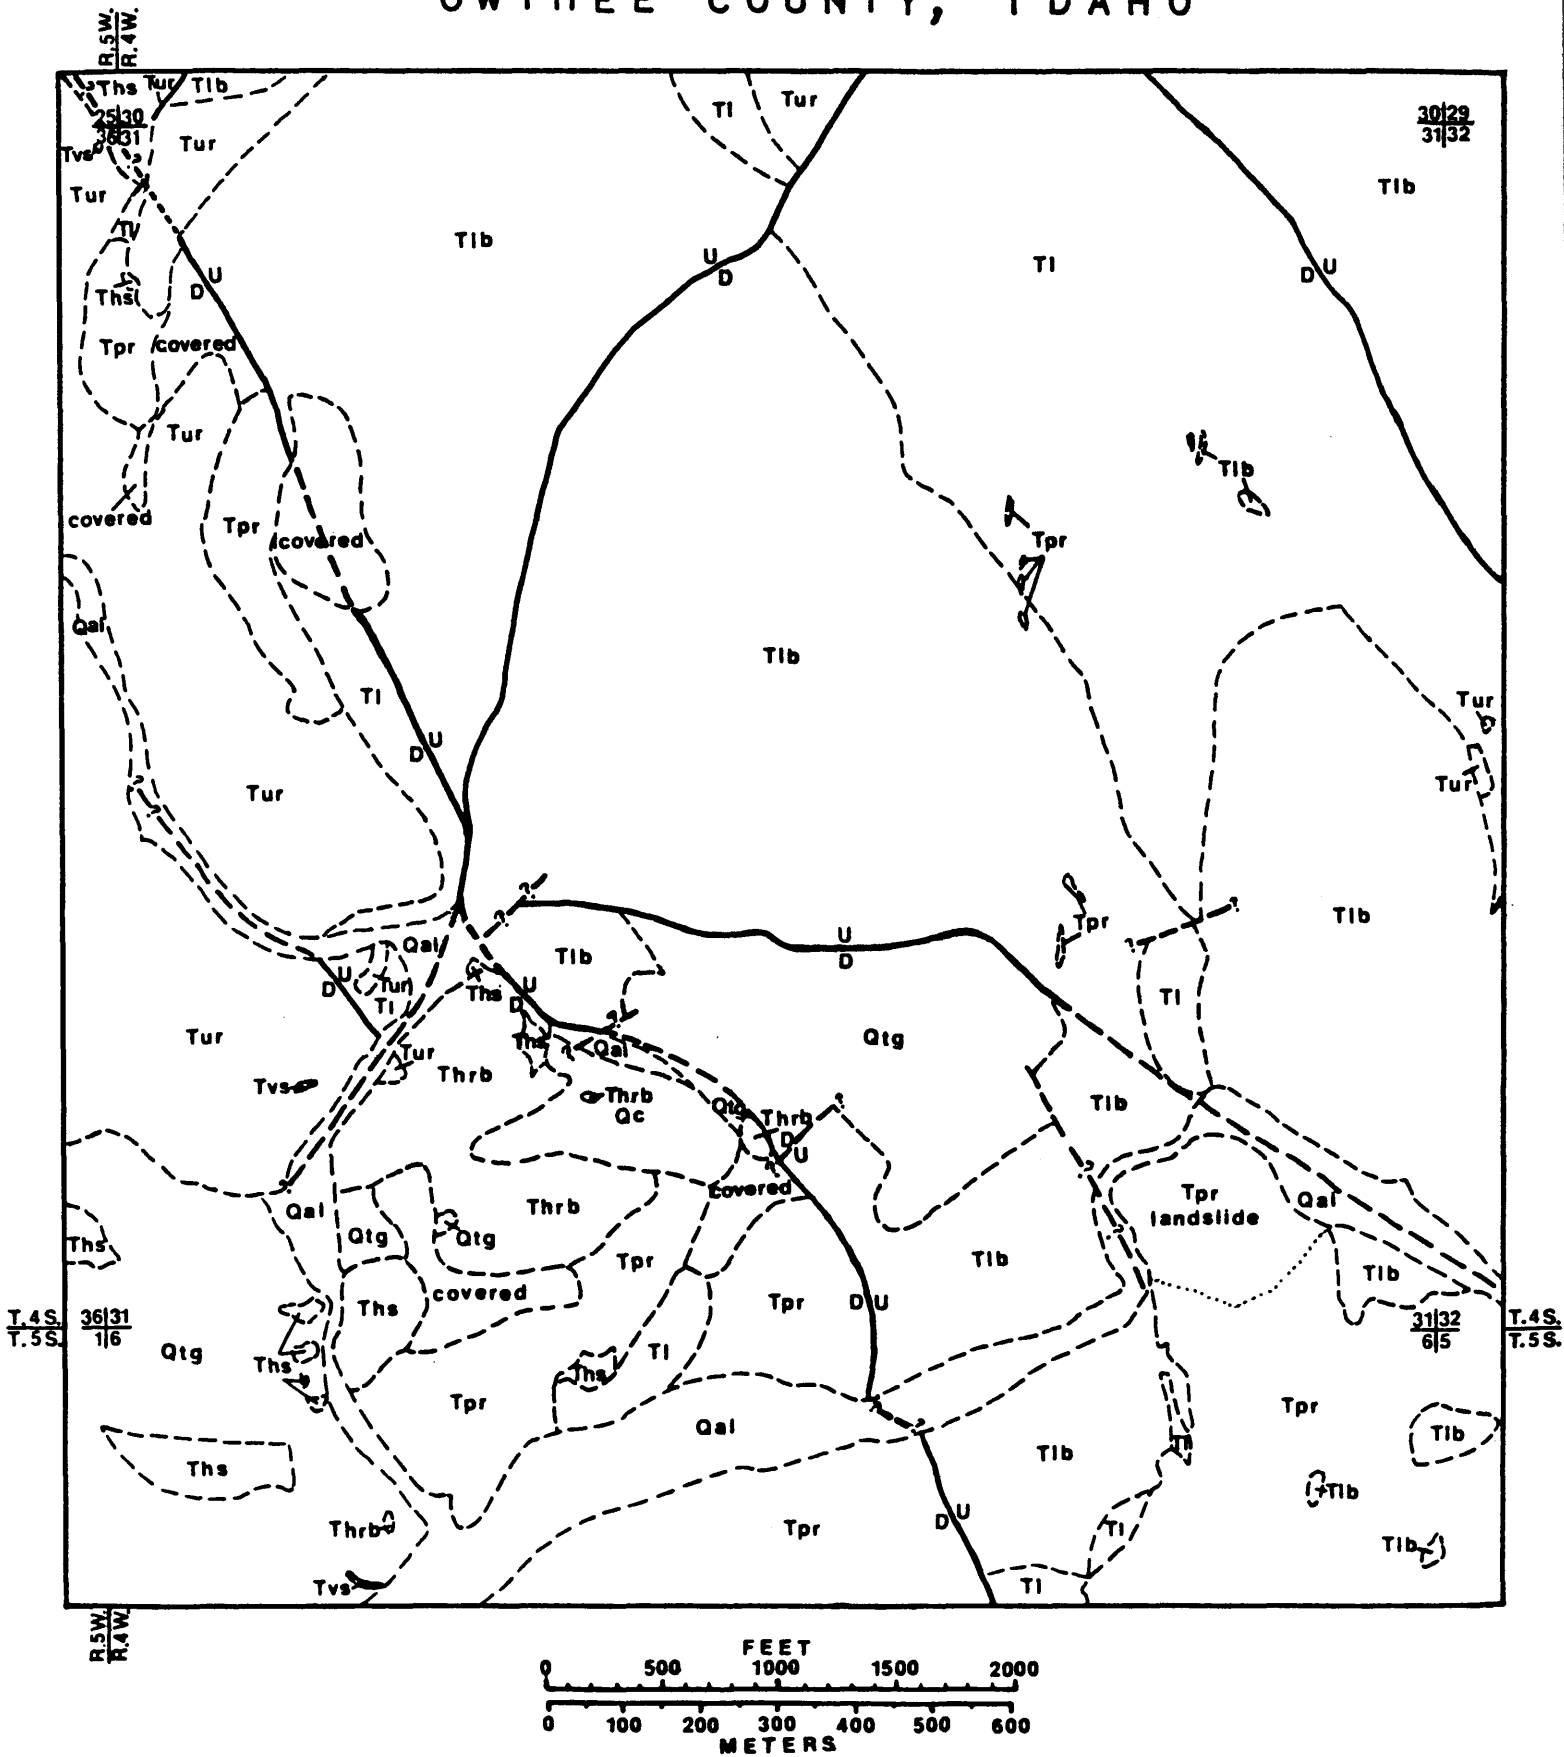 OWYHEE COUNTY, IDAHO
R.5W.
R.4W.
Ths Tur Tlb
25|30
36|31
Tl Tur
30|29
31|32
Tvs
Tur
Tur
Tlb
Tl
Tlb
Tl
U
D
U
D
D U
Ths
Tpr covered
Tur
Tlb
covered
Tpr covered
Tpr
Qal
Tlb
Tl
Tur
D U
Tur
Tur
Tlb
Tpr
Qal
Tlb
U
D
U
D
Tur
Tl
Ths
U
D
Tl
Tur
Qtg
Ths Qal
Tur
Thrb
Tvs
Thrb
Qc
Qtg Thrb
D
U
Tlb
covered
Tpr
landslide
Qal
Qal
Qtg
Qtg
Thrb
Ths
Tpr
Tlb
Tlb
covered
Ths
Tpr
D U
T.4S.
T.5S.
36|31
1|6
31|32
6|5
T.4S.
T.5S.
Qtg
Ths
Ths
Tl
Tpr
Tpr
Qal
Tlb
Tl
Tlb
Ths
Tlb
Thrb
Tpr
D U
Tl
Tlb
Tvs
Tl
R.5W.
R.4W.
FEET
0 500 1000 1500 2000
0 100 200 300 400 500 600
METERS